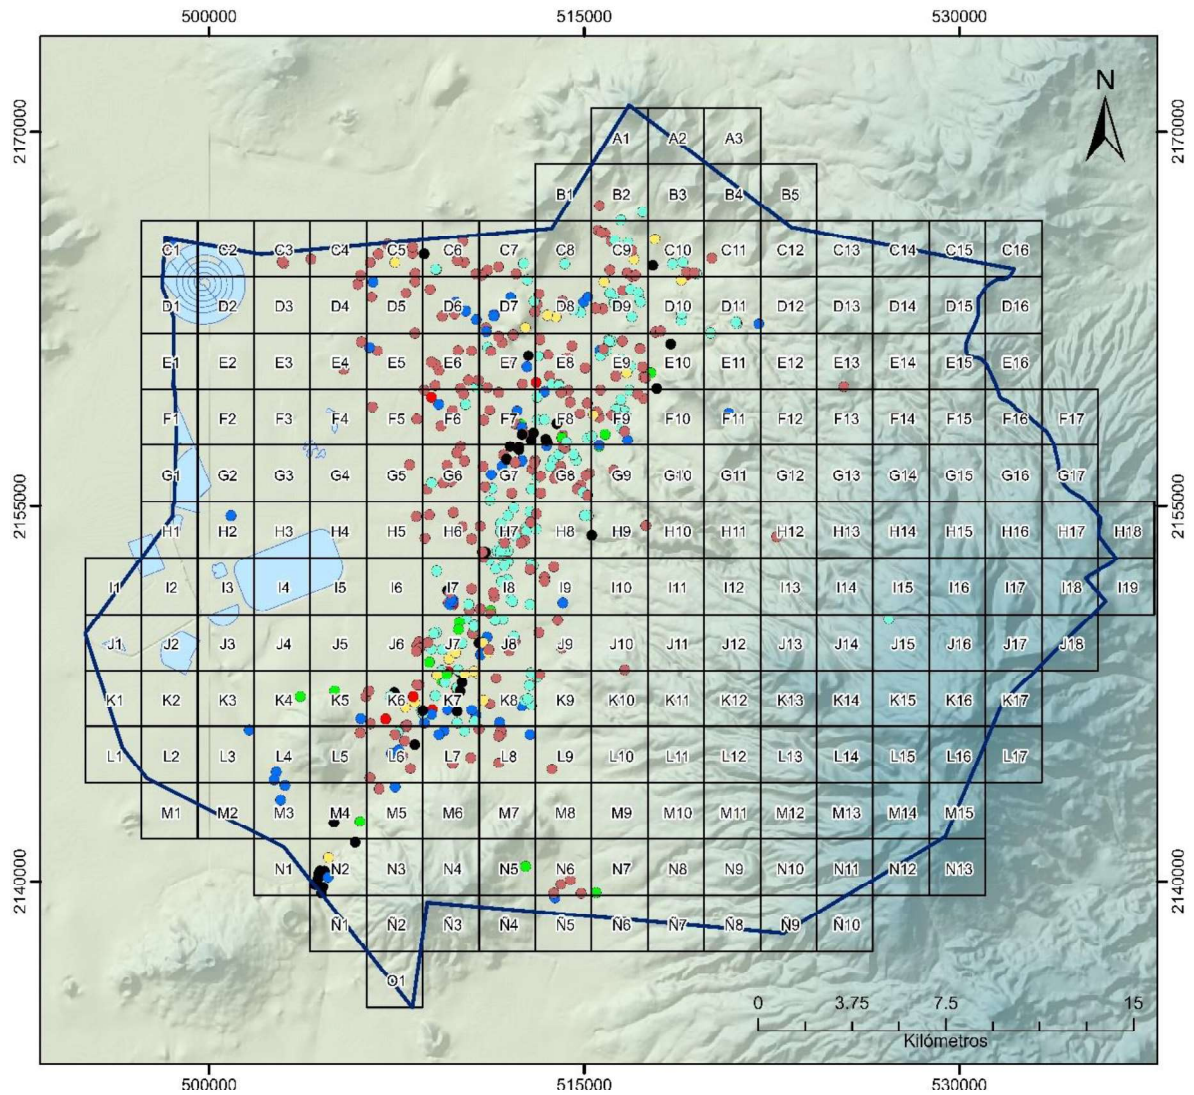 500000 515000 530000
N
2170000 2170000
A1 A2 A3
B1 B2 B3 B4 B5
C1 C2 C3 C4 C5 C6 C7 C8 C9 C10 C11 C12 C13 C14 C15 C16
D1 D2 D3 D4 D5 D6 D7 D8 D9 D10 D11 D12 D13 D14 D15 D16
E1 E2 E3 E4 E5 E6 E7 E8 E9 E10 E11 E12 E13 E14 E15 E16
F1 F2 F3 F4 F5 F6 F7 F8 F9 F10 F11 F12 F13 F14 F15 F16 F17
G1 G2 G3 G4 G5 G6 G7 G8 G9 G10 G11 G12 G13 G14 G15 G16 G17
2155000 2155000
H1 H2 H3 H4 H5 H6 H7 H8 H9 H10 H11 H12 H13 H14 H15 H16 H17 H18
I1 I2 I3 I4 I5 I6 I7 I8 I9 I10 I11 I12 I13 I14 I15 I16 I17 I18 I19
J1 J2 J3 J4 J5 J6 J7 J8 J9 J10 J11 J12 J13 J14 J15 J16 J17 J18
K1 K2 K3 K4 K5 K6 K7 K8 K9 K10 K11 K12 K13 K14 K15 K16 K17
L1 L2 L3 L4 L5 L6 L7 L8 L9 L10 L11 L12 L13 L14 L15 L16 L17
M1 M2 M3 M4 M5 M6 M7 M8 M9 M10 M11 M12 M13 M14 M15
2140000 2140000
N1 N2 N3 N4 N5 N6 N7 N8 N9 N10 N11 N12 N13
Ñ1 Ñ2 Ñ3 Ñ4 Ñ5 Ñ6 Ñ7 Ñ8 Ñ9 Ñ10
O1
0 3.75 7.5 15
Kilómetros
500000 515000 530000